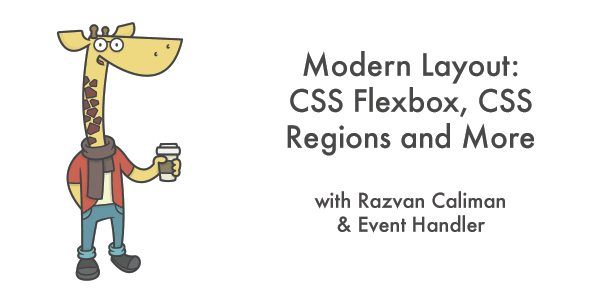 Modern Layout:
CSS Flexbox, CSS
Regions and More
with Razvan Caliman
& Event Handler